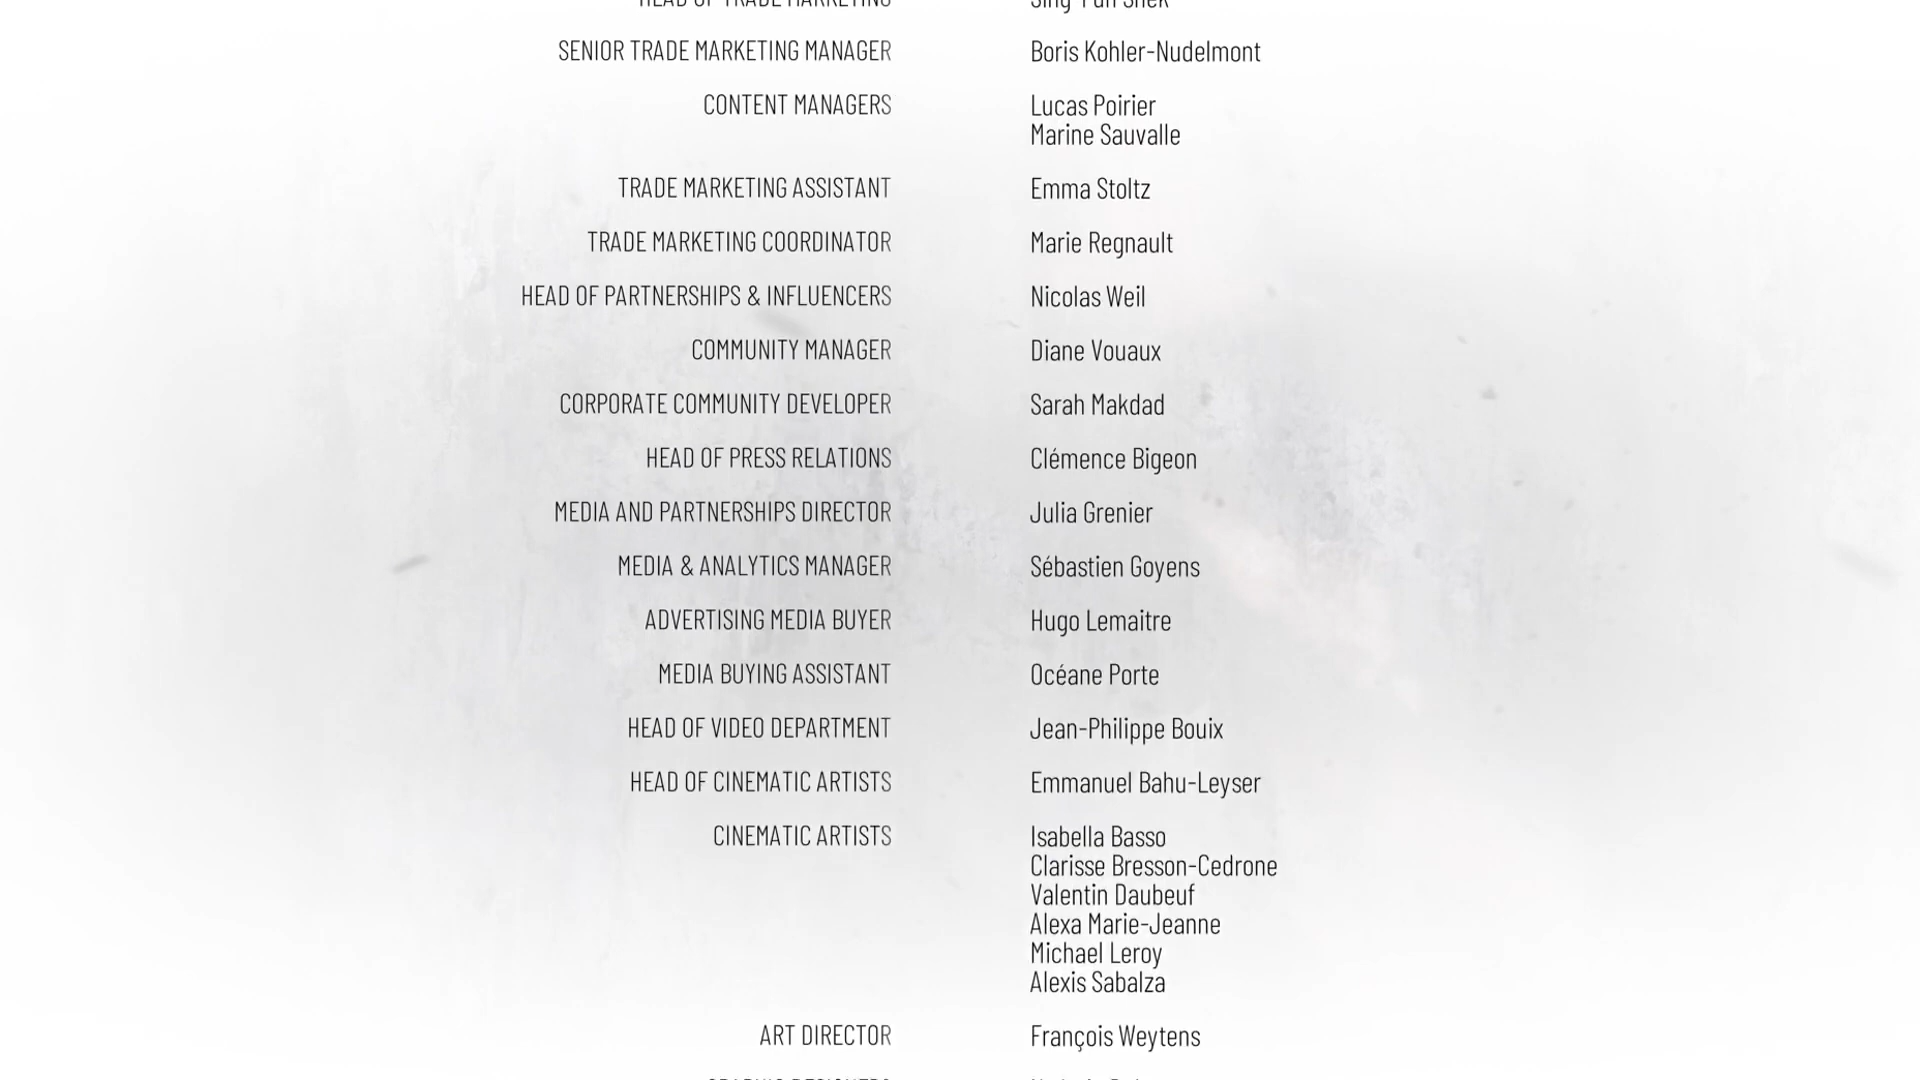 HEAD OF TRADE MARKETING
SENIOR TRADE MARKETING MANAGER Boris Kohler-Nudelmont
CONTENT MANAGERS Lucas Poirier
Marine Sauvalle
TRADE MARKETING ASSISTANT Emma Stoltz
TRADE MARKETING COORDINATOR Marie Regnault
HEAD OF PARTNERSHIPS & INFLUENCERS Nicolas Weil
COMMUNITY MANAGER Diane Vouaux
CORPORATE COMMUNITY DEVELOPER Sarah Makdad
HEAD OF PRESS RELATIONS Clémence Bigeon
MEDIA AND PARTNERSHIPS DIRECTOR Julia Grenier
MEDIA & ANALYTICS MANAGER Sébastien Goyens
ADVERTISING MEDIA BUYER Hugo Lemaitre
MEDIA BUYING ASSISTANT Océane Porte
HEAD OF VIDEO DEPARTMENT Jean-Philippe Bouix
HEAD OF CINEMATIC ARTISTS Emmanuel Bahu-Leyser
CINEMATIC ARTISTS Isabella Basso
Clarisse Bresson-Cedrone
Valentin Daubeuf
Alexa Marie-Jeanne
Michael Leroy
Alexis Sabalza
ART DIRECTOR François Weytens